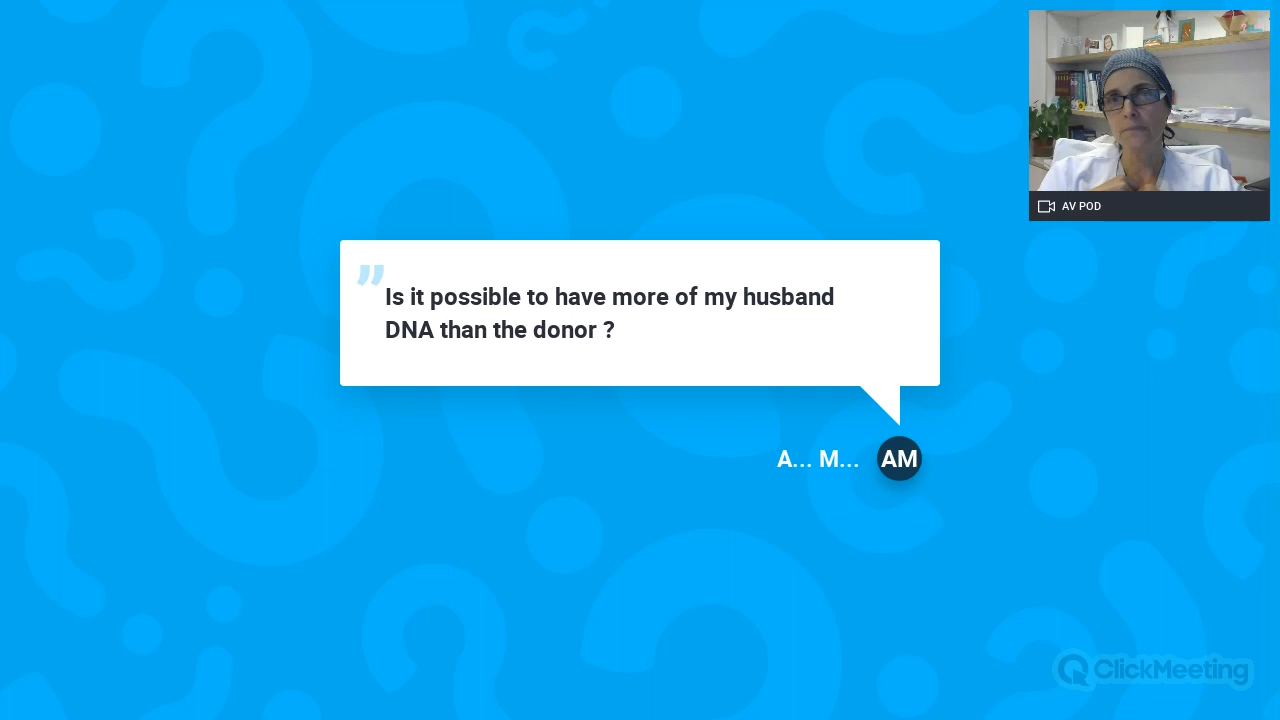 AV POD
”
Is it possible to have more of my husband
DNA than the donor ?
A... M... AM
ClickMeeting